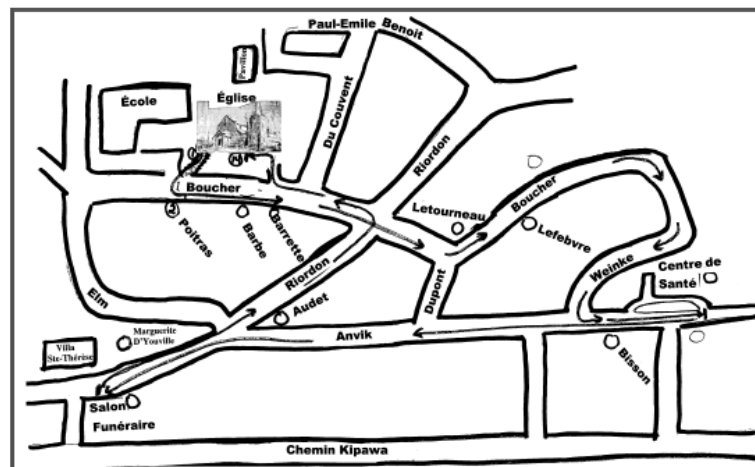 Paul-Emile Benoit
Pavillon
École
Église
Du Couvent
Riordon
Boucher
Boucher
Letourneau
Lefebvre
Poitras
Barbe
Barrette
Riordon
Weinke
Centre de
Santé
Dupont
Elm
Audet
Marguerite
D'Youville
Anvik
Villa
Ste-Thérèse
Bisson
Salon
Funéraire
Chemin Kipawa